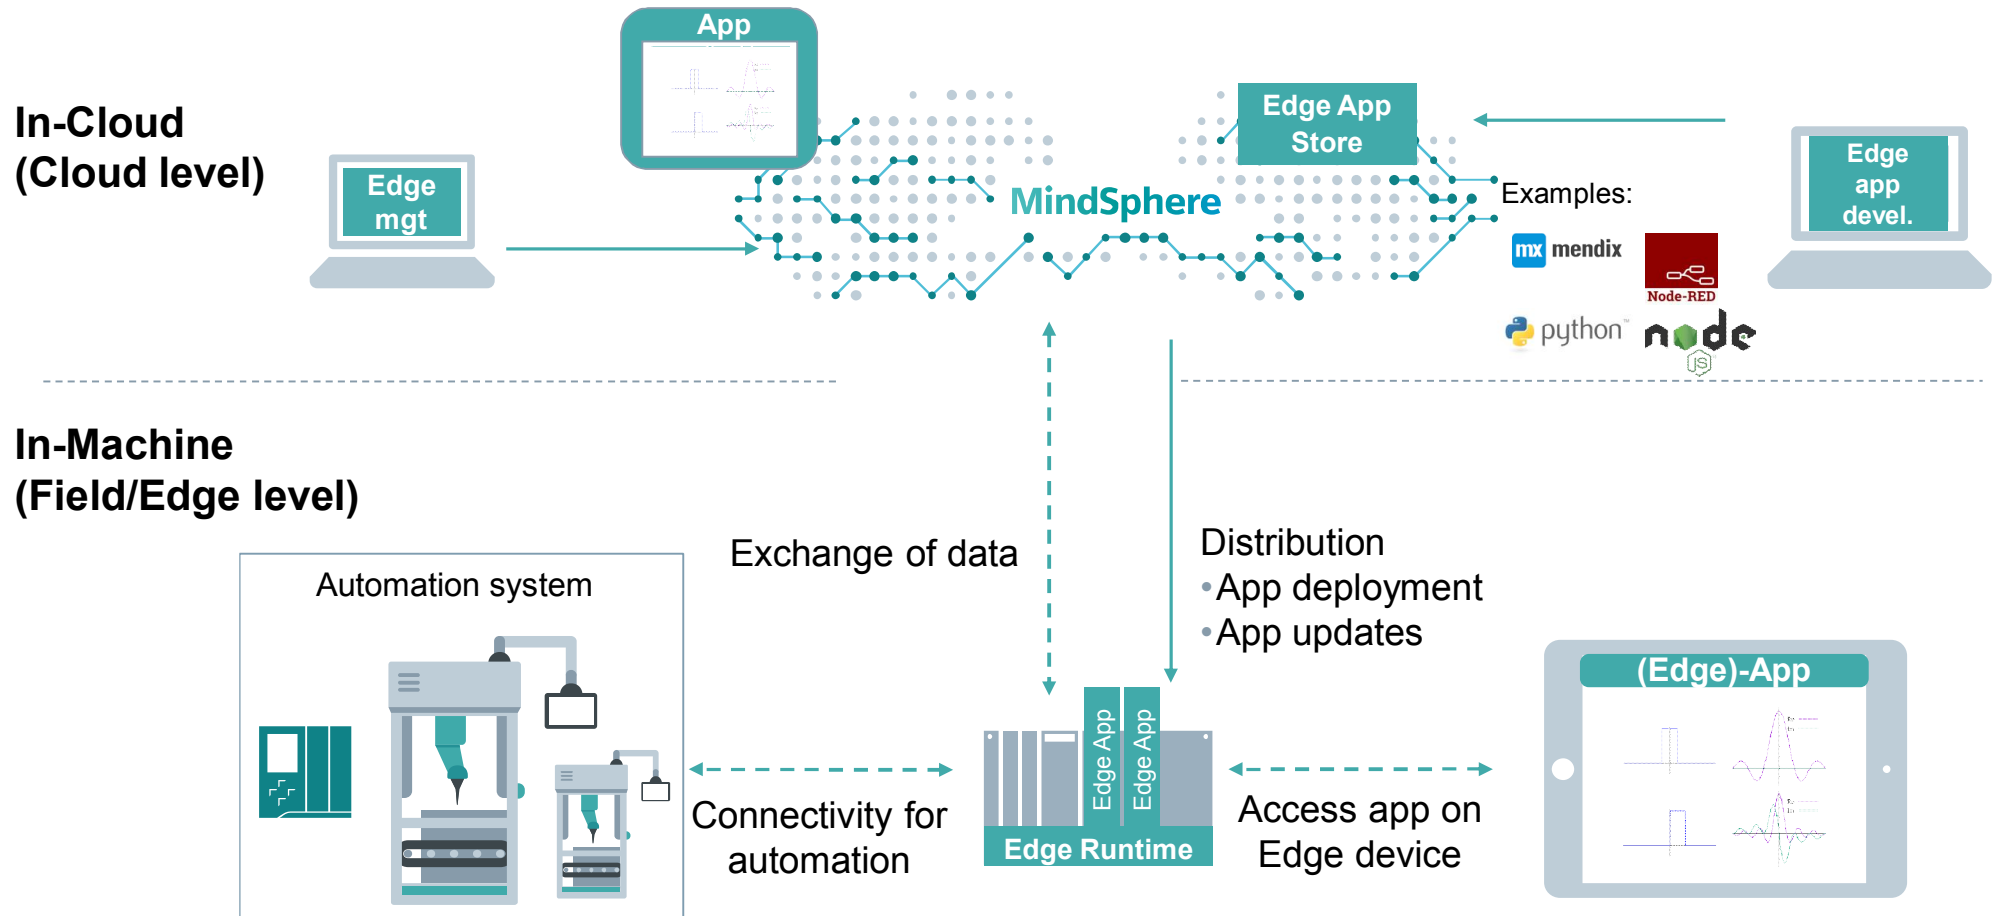 App
In-Cloud
(Cloud level)
Edge
mgt
MindSphere
Edge App
Store
Edge
app
devel.
Examples:
mx mendix
Node-RED
python™
node
JS
In-Machine
(Field/Edge level)
Exchange of data
Distribution
•App deployment
•App updates
Automation system
Connectivity for
automation
Edge App
Edge App
Edge Runtime
Access app on
Edge device
(Edge)-App